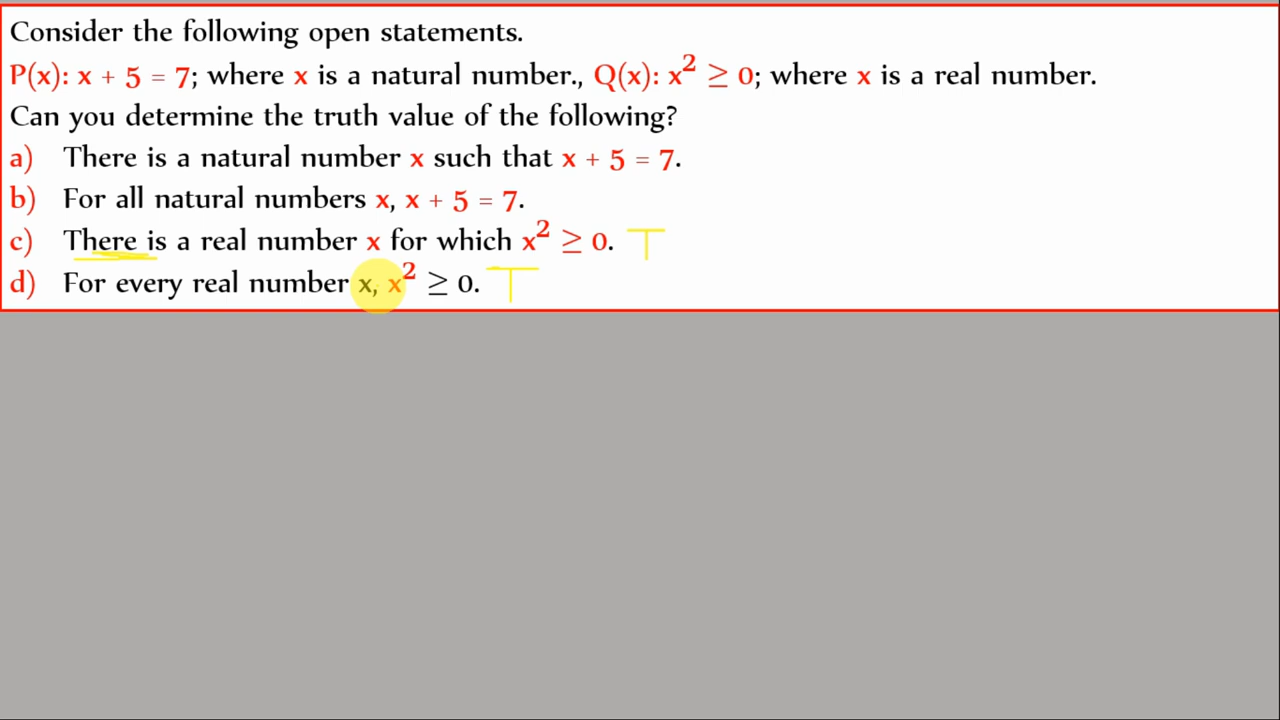 Consider the following open statements.
P(x): x + 5 = 7; where x is a natural number., Q(x): x² ≥ 0; where x is a real number.
Can you determine the truth value of the following?
a) There is a natural number x such that x + 5 = 7.
b) For all natural numbers x, x + 5 = 7.
c) There is a real number x for which x² ≥ 0. T
d) For every real number x, x² ≥ 0. T